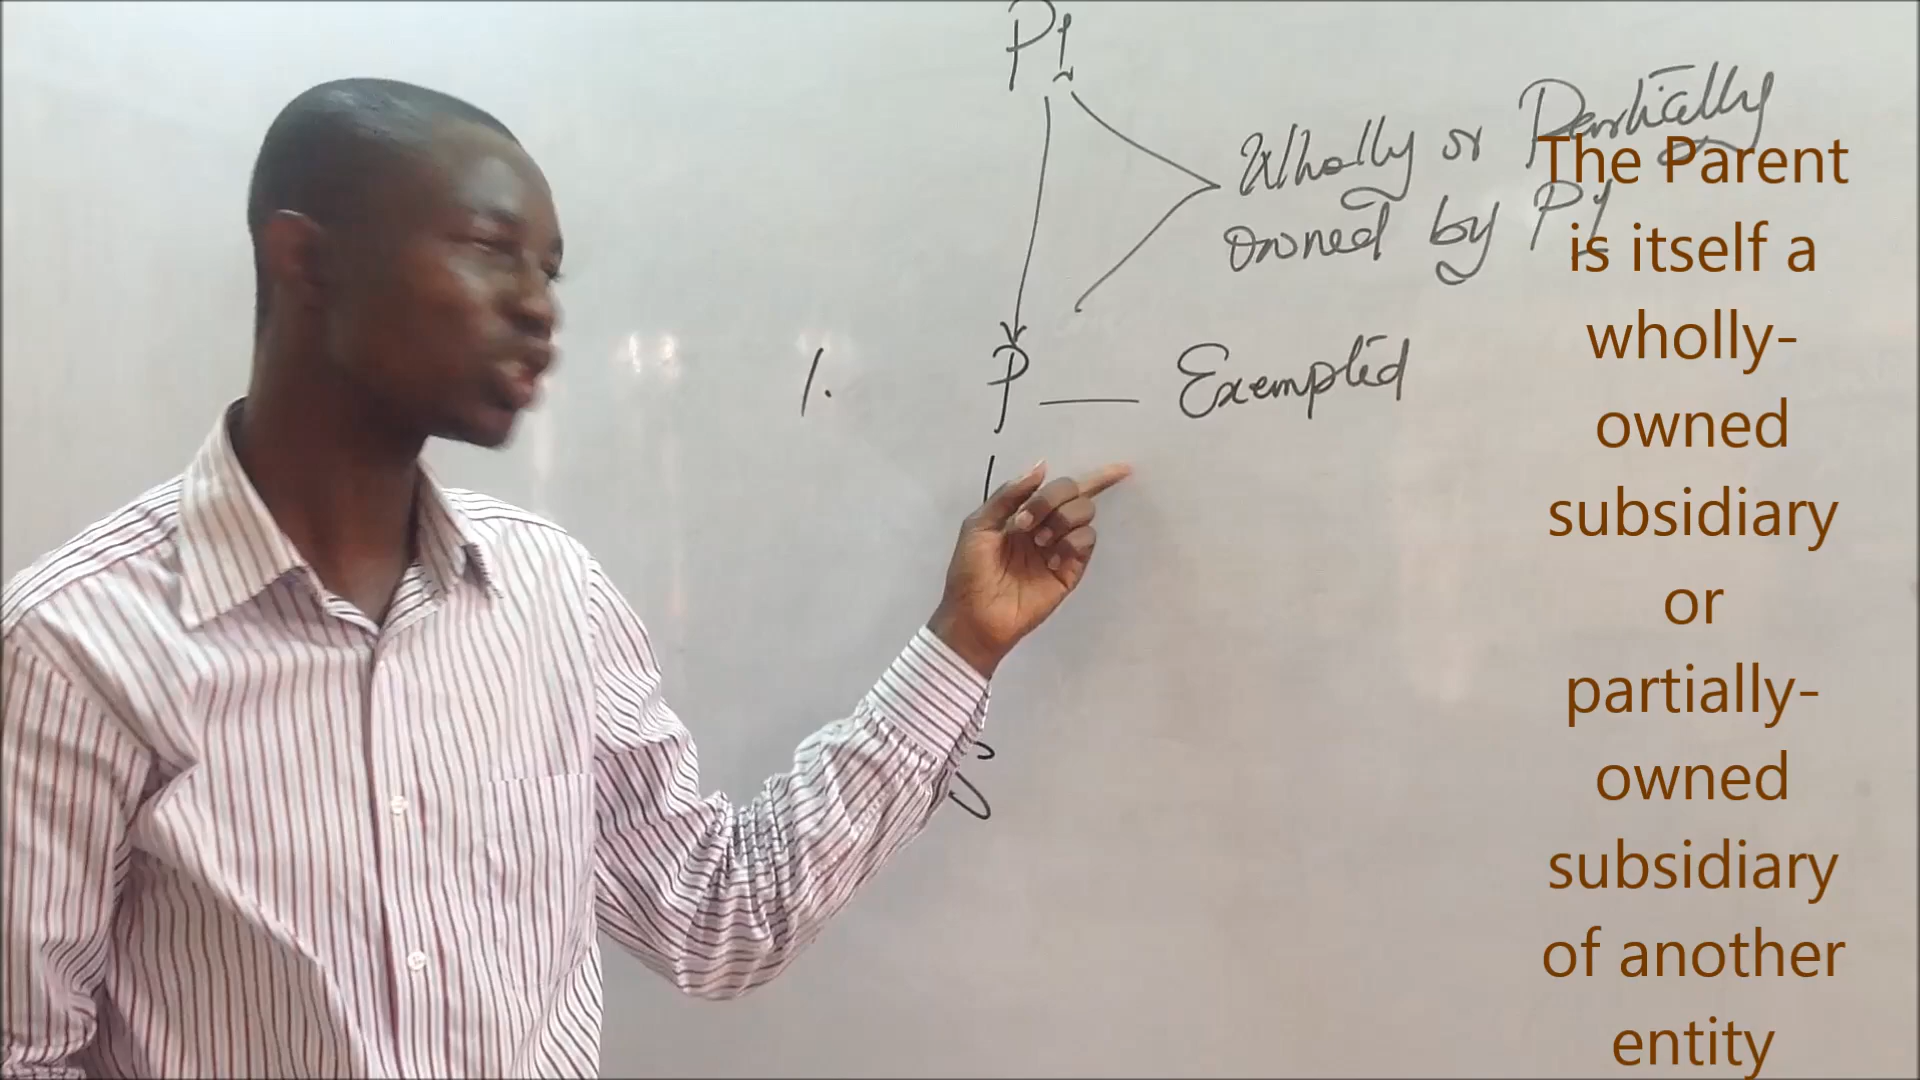 P1
Wholly or Partially
owned by P1
1. P — Exempted
S
The Parent
is itself a
wholly-
owned
subsidiary
or
partially-
owned
subsidiary
of another
entity